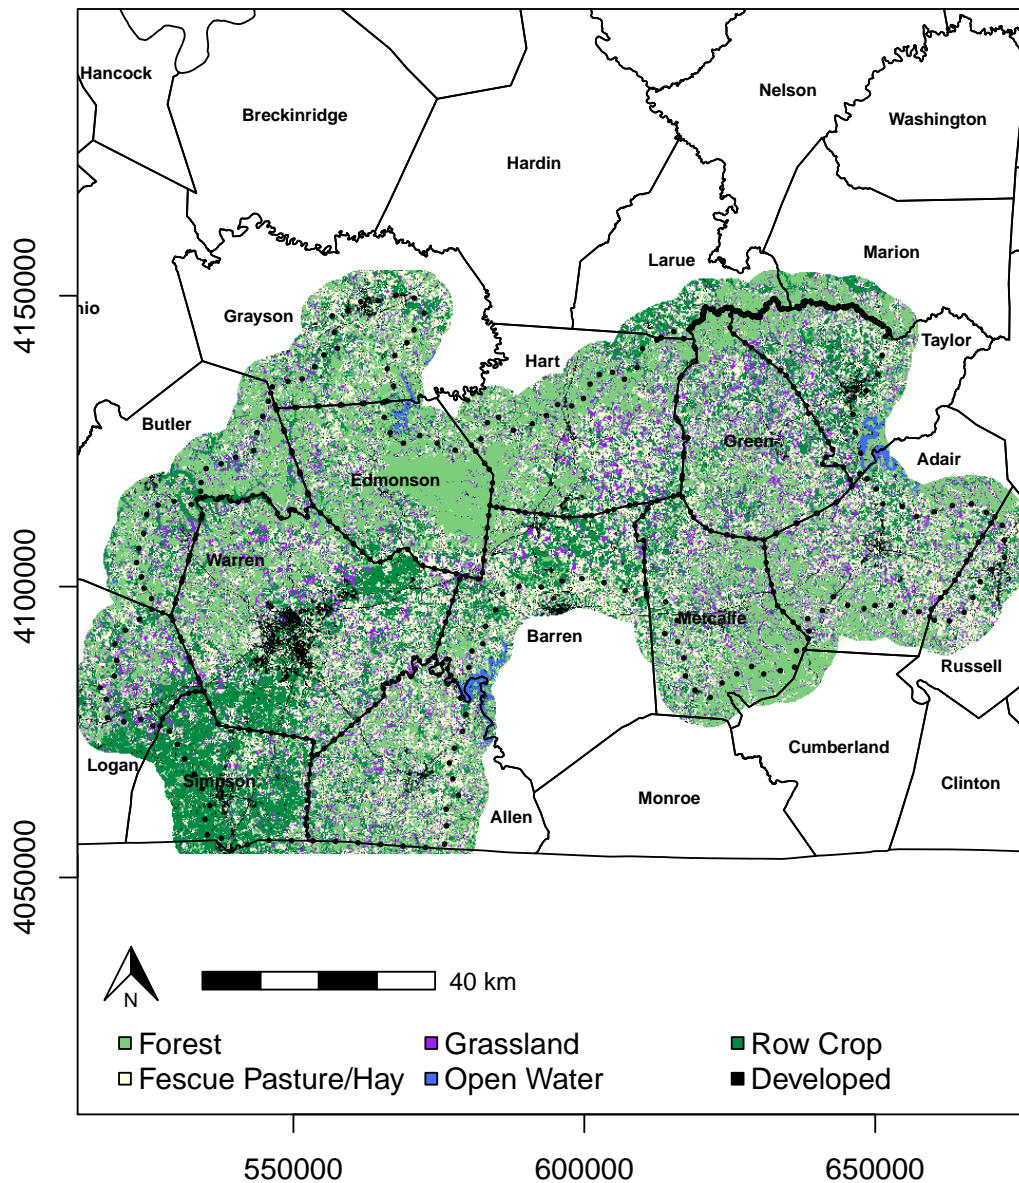 Hancock
Breckinridge
Nelson
Washington
Hardin
Marion
Larue
nio
Grayson
Hart
Taylor
Butler
Green
Adair
Edmonson
Warren
Metcalfe
Barren
Russell
Logan
Simpson
Cumberland
Clinton
Monroe
Allen
4150000
4100000
4050000
N
40 km
Forest
Grassland
Row Crop
Fescue Pasture/Hay
Open Water
Developed
550000
600000
650000